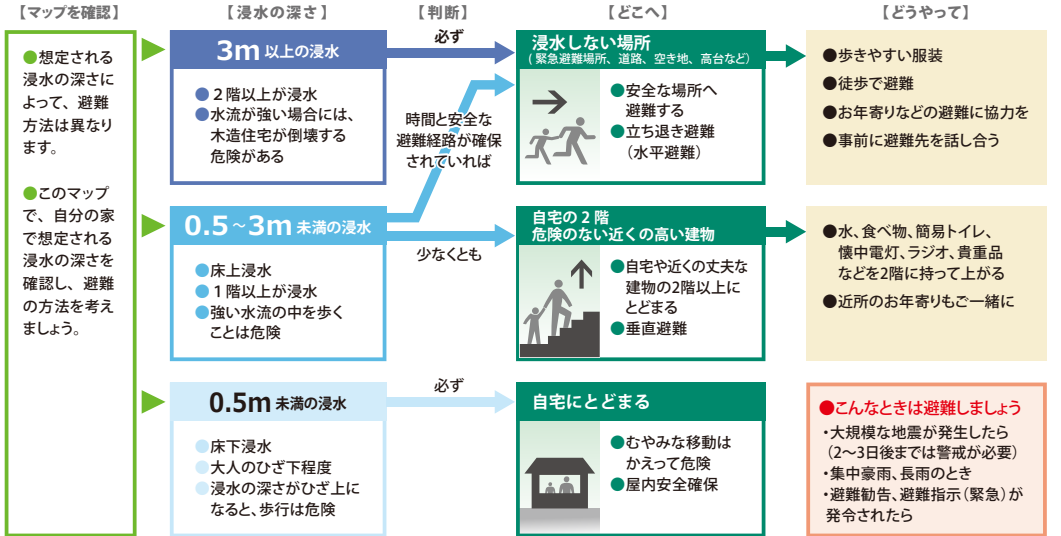 【マップを確認】
【浸水の深さ】
【判断】
【どこへ】
【どうやって】
●想定される
浸水の深さに
よって、避難
方法は異なり
ます。
●このマップ
で、自分の家
で想定される
浸水の深さを
確認し、避難
の方法を考え
ましょう。
3m以上の浸水
●2階以上が浸水
●水流が強い場合には、
木造住宅が倒壊する
危険がある
必ず
時間と安全な
避難経路が確保
されていれば
浸水しない場所
(緊急避難場所、道路、空き地、高台など)
●安全な場所へ
避難する
●立ち退き避難
(水平避難)
●歩きやすい服装
●徒歩で避難
●お年寄りなどの避難に協力を
●事前に避難先を話し合う
0.5～3m未満の浸水
●床上浸水
●1階以上が浸水
●強い水流の中を歩く
ことは危険
少なくとも
自宅の2階
危険のない近くの高い建物
●自宅や近くの丈夫な
建物の2階以上に
とどまる
●垂直避難
●水、食べ物、簡易トイレ、
懐中電灯、ラジオ、貴重品
などを2階に持って上がる
●近所のお年寄りもご一緒に
0.5m未満の浸水
●床下浸水
●大人のひざ下程度
●浸水の深さがひざ上に
なると、歩行は危険
必ず
自宅にとどまる
●むやみな移動は
かえって危険
●屋内安全確保
●こんなときは避難しましょう
・大規模な地震が発生したら
(2～3日後までは警戒が必要)
・集中豪雨、長雨のとき
・避難勧告、避難指示(緊急)が
発令されたら